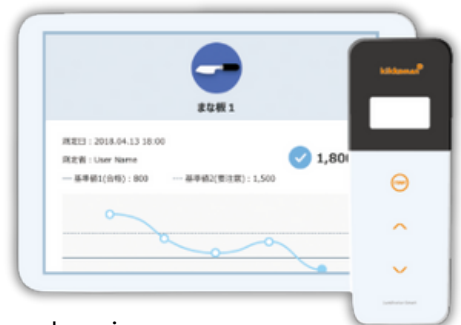 まな板 1
測定日 : 2018.04.13 18:00
測定者 : User Name
1,800
--- 基準値1(合格) : 800 --- 基準値2(要注意) : 1,500
kikkoman